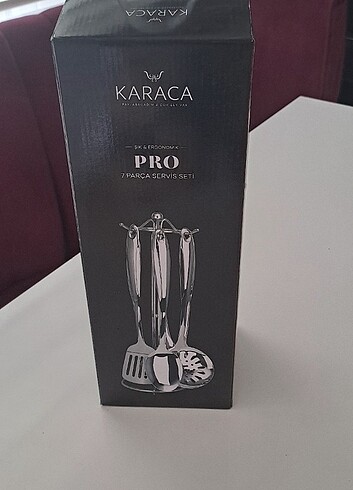 KARACA
KARACA
ŞIK & ERGONOMİK
PRO
7 PARÇA SERVİS SETİ